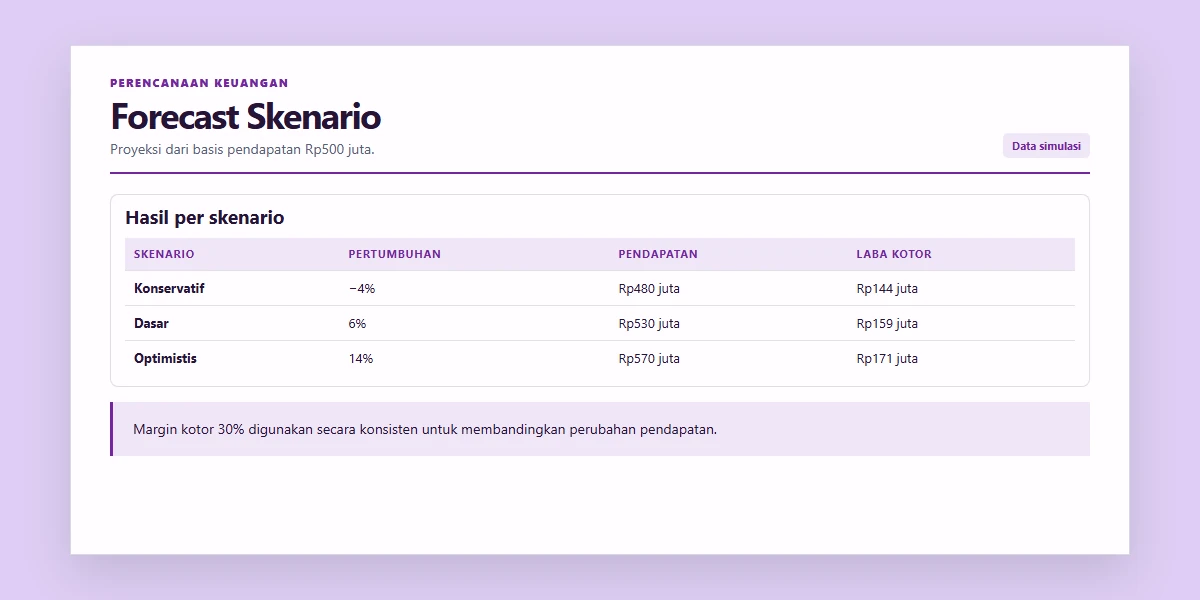 PERENCANAAN KEUANGAN
Forecast Skenario
Proyeksi dari basis pendapatan Rp500 juta.
Data simulasi
Hasil per skenario
SKENARIO PERTUMBUHAN PENDAPATAN LABA KOTOR
Konservatif −4% Rp480 juta Rp144 juta
Dasar 6% Rp530 juta Rp159 juta
Optimistis 14% Rp570 juta Rp171 juta
Margin kotor 30% digunakan secara konsisten untuk membandingkan perubahan pendapatan.